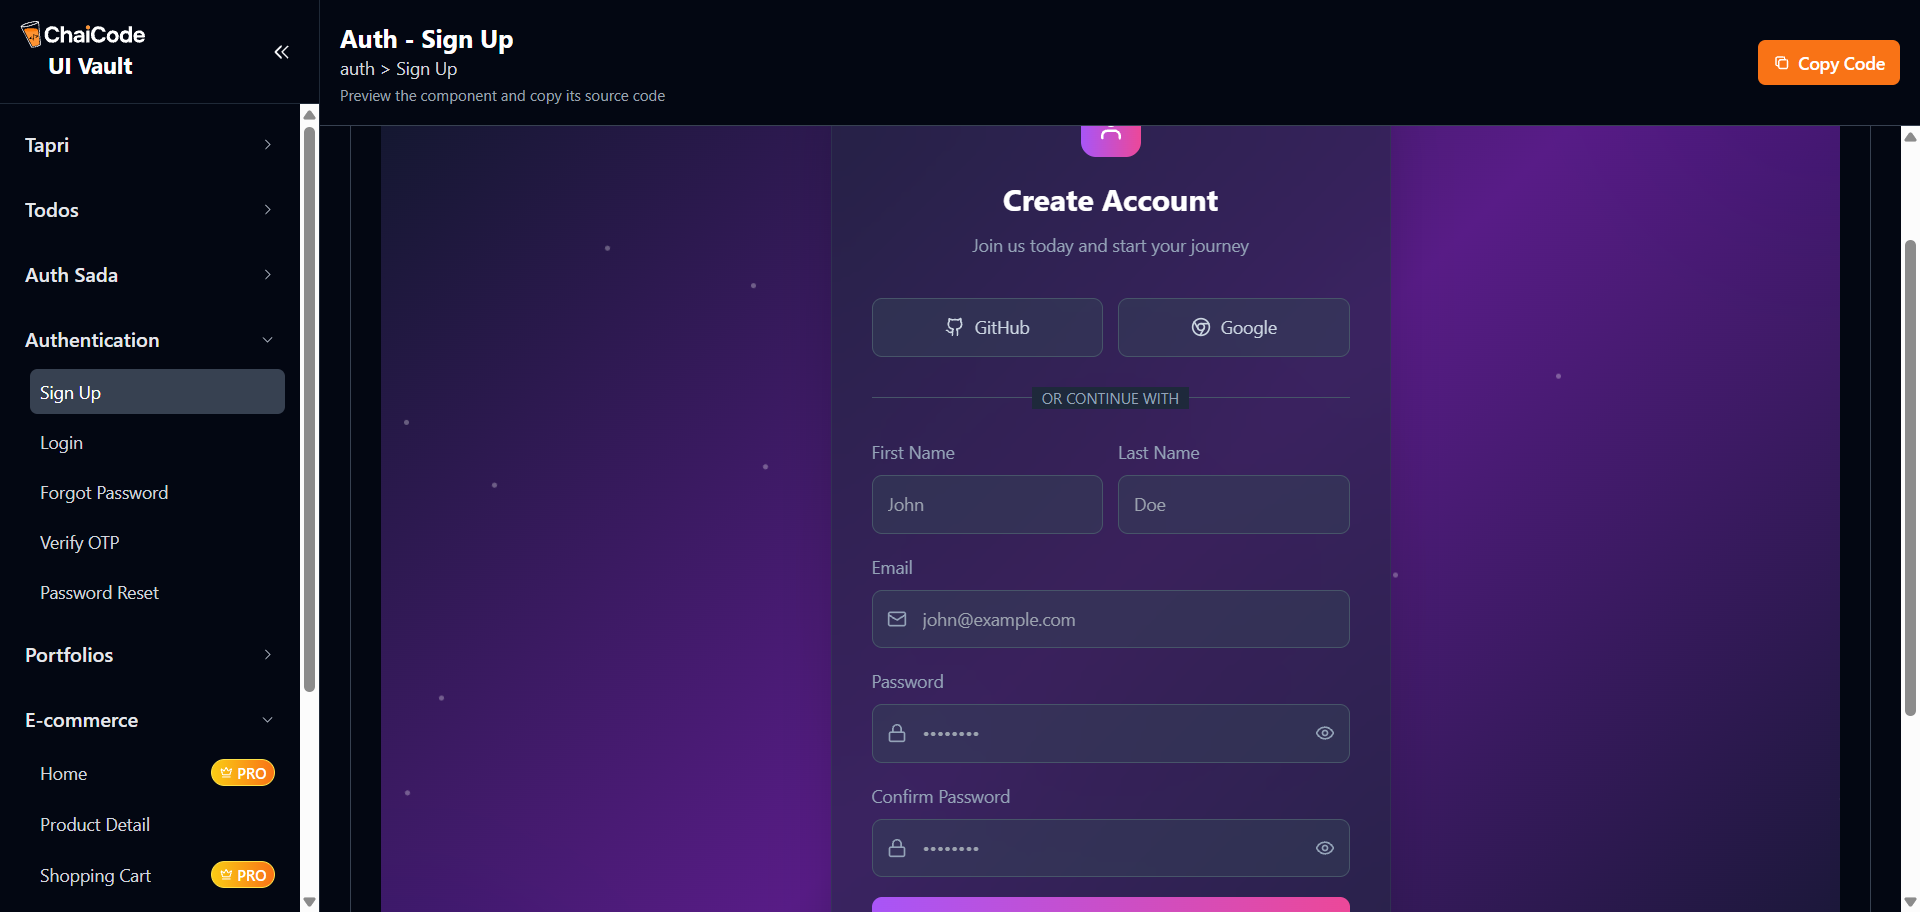 ChaiCode
UI Vault
Tapri
Todos
Auth Sada
Authentication
Sign Up
Login
Forgot Password
Verify OTP
Password Reset
Portfolios
E-commerce
Home PRO
Product Detail
Shopping Cart PRO
Auth - Sign Up
auth > Sign Up
Preview the component and copy its source code
Copy Code
Create Account
Join us today and start your journey
GitHub Google
OR CONTINUE WITH
First Name Last Name
John Doe
Email
john@example.com
Password
••••••••
Confirm Password
••••••••